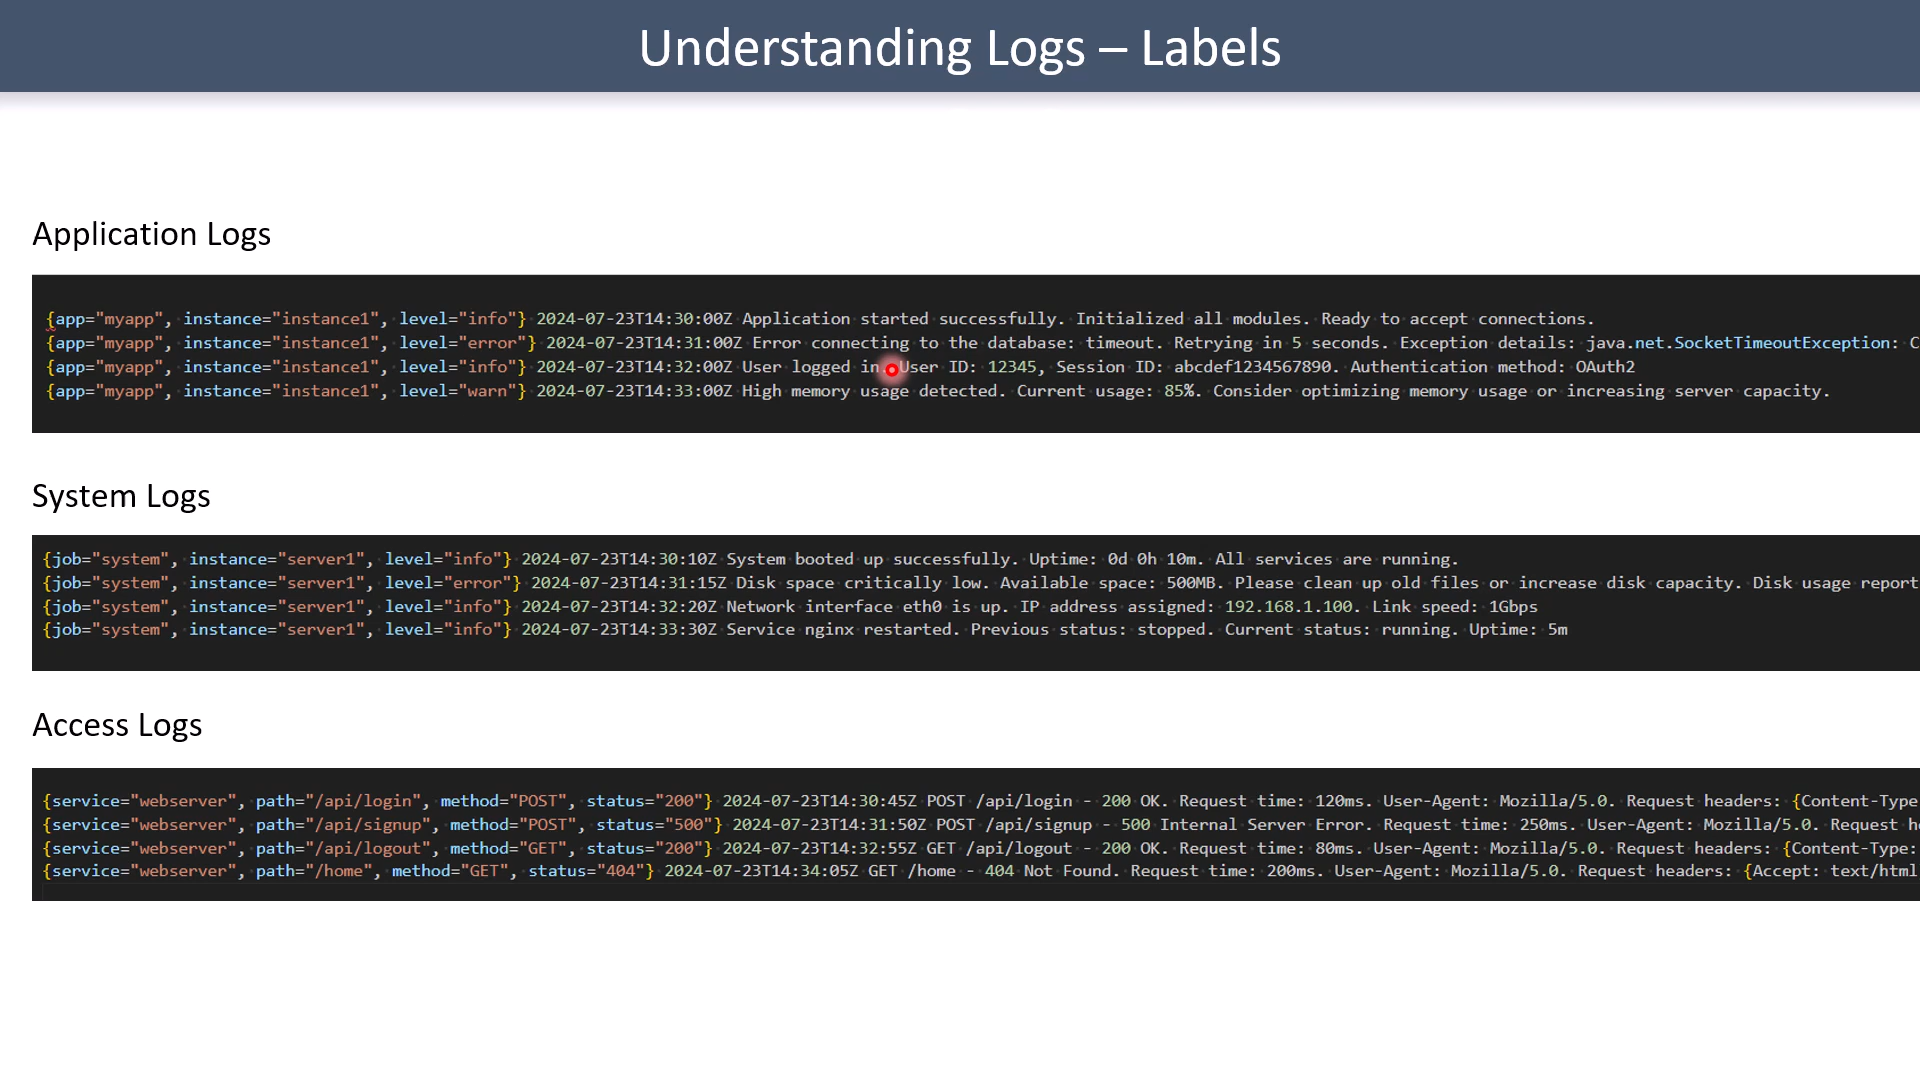 Understanding Logs – Labels
Application Logs
{app="myapp", instance="instance1", level="info"} 2024-07-23T14:30:00Z Application started successfully. Initialized all modules. Ready to accept connections.
{app="myapp", instance="instance1", level="error"} 2024-07-23T14:31:00Z Error connecting to the database: timeout. Retrying in 5 seconds. Exception details: java.net.SocketTimeoutException: C
{app="myapp", instance="instance1", level="info"} 2024-07-23T14:32:00Z User logged in. User ID: 12345, Session ID: abcdef1234567890. Authentication method: OAuth2
{app="myapp", instance="instance1", level="warn"} 2024-07-23T14:33:00Z High memory usage detected. Current usage: 85%. Consider optimizing memory usage or increasing server capacity.
System Logs
{job="system", instance="server1", level="info"} 2024-07-23T14:30:10Z System booted up successfully. Uptime: 0d 0h 10m. All services are running.
{job="system", instance="server1", level="error"} 2024-07-23T14:31:15Z Disk space critically low. Available space: 500MB. Please clean up old files or increase disk capacity. Disk usage report
{job="system", instance="server1", level="info"} 2024-07-23T14:32:20Z Network interface eth0 is up. IP address assigned: 192.168.1.100. Link speed: 1Gbps
{job="system", instance="server1", level="info"} 2024-07-23T14:33:30Z Service nginx restarted. Previous status: stopped. Current status: running. Uptime: 5m
Access Logs
{service="webserver", path="/api/login", method="POST", status="200"} 2024-07-23T14:30:45Z POST /api/login - 200 OK. Request time: 120ms. User-Agent: Mozilla/5.0. Request headers: {Content-Type
{service="webserver", path="/api/signup", method="POST", status="500"} 2024-07-23T14:31:50Z POST /api/signup - 500 Internal Server Error. Request time: 250ms. User-Agent: Mozilla/5.0. Request h
{service="webserver", path="/api/logout", method="GET", status="200"} 2024-07-23T14:32:55Z GET /api/logout - 200 OK. Request time: 80ms. User-Agent: Mozilla/5.0. Request headers: {Content-Type:
{service="webserver", path="/home", method="GET", status="404"} 2024-07-23T14:34:05Z GET /home - 404 Not Found. Request time: 200ms. User-Agent: Mozilla/5.0. Request headers: {Accept: text/html